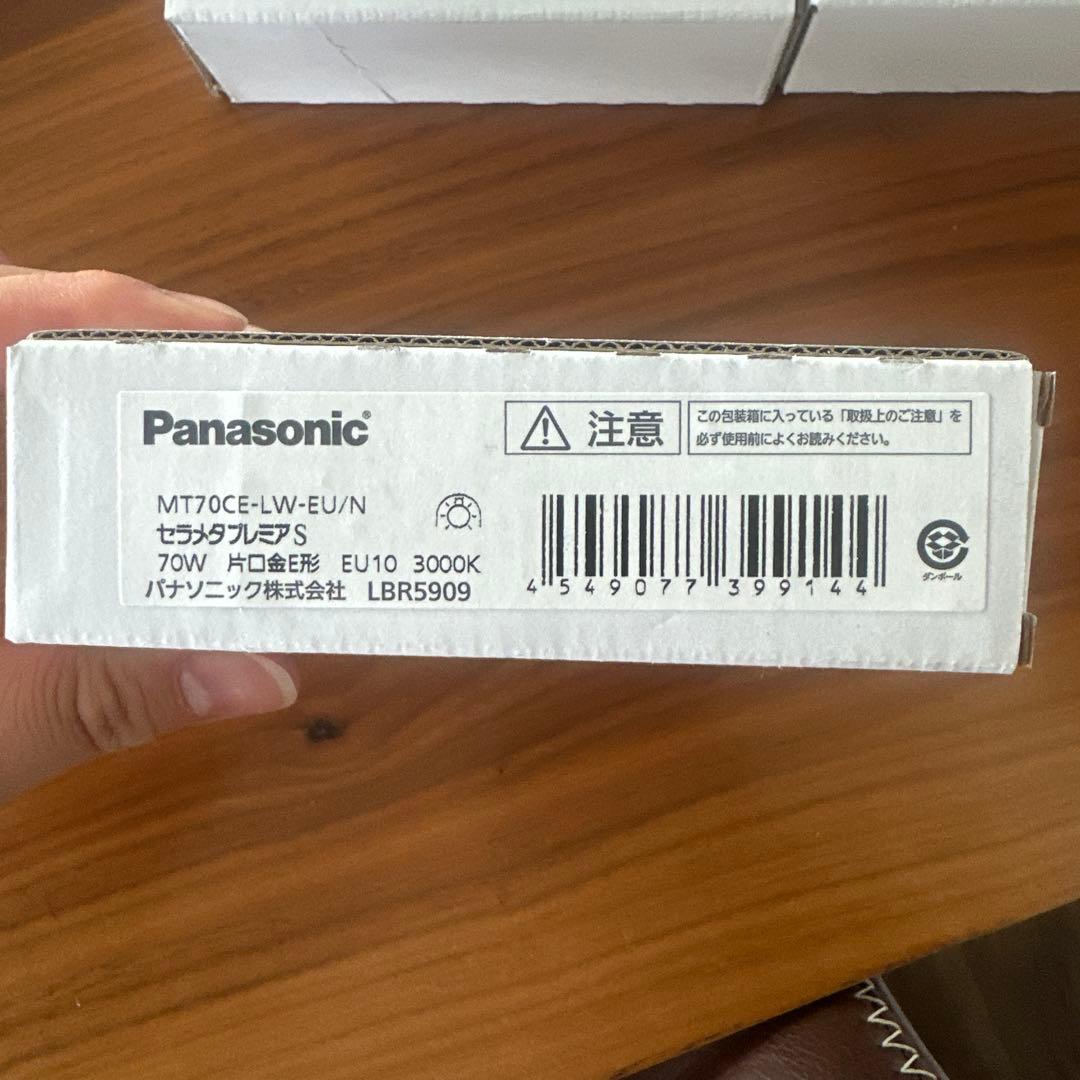 Panasonic®
注意
この包装箱に入っている「取扱上のご注意」を
必ず使用前によくお読みください。
MT70CE-LW-EU/N
セラメタプレミアS
70W 片口金E形 EU10 3000K
パナソニック株式会社 LBR5909
4549077399144
ダンボール